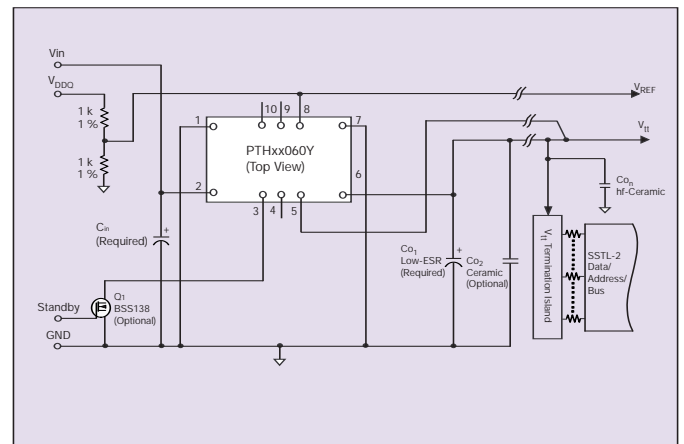 Vin
VDDQ
1 k
1 %
1 k
1 %
10 9 8
1
7
PTHxx060Y
(Top View)
6
2
3 4 5
VREF
Vtt
Con
hf-Ceramic
Cin
(Required)
+
Co1
Low-ESR
(Required)
+
Co2
Ceramic
(Optional)
Vtt Termination Island
SSTL-2
Data/
Address/
Bus
Q1
BSS138
(Optional)
Standby
GND